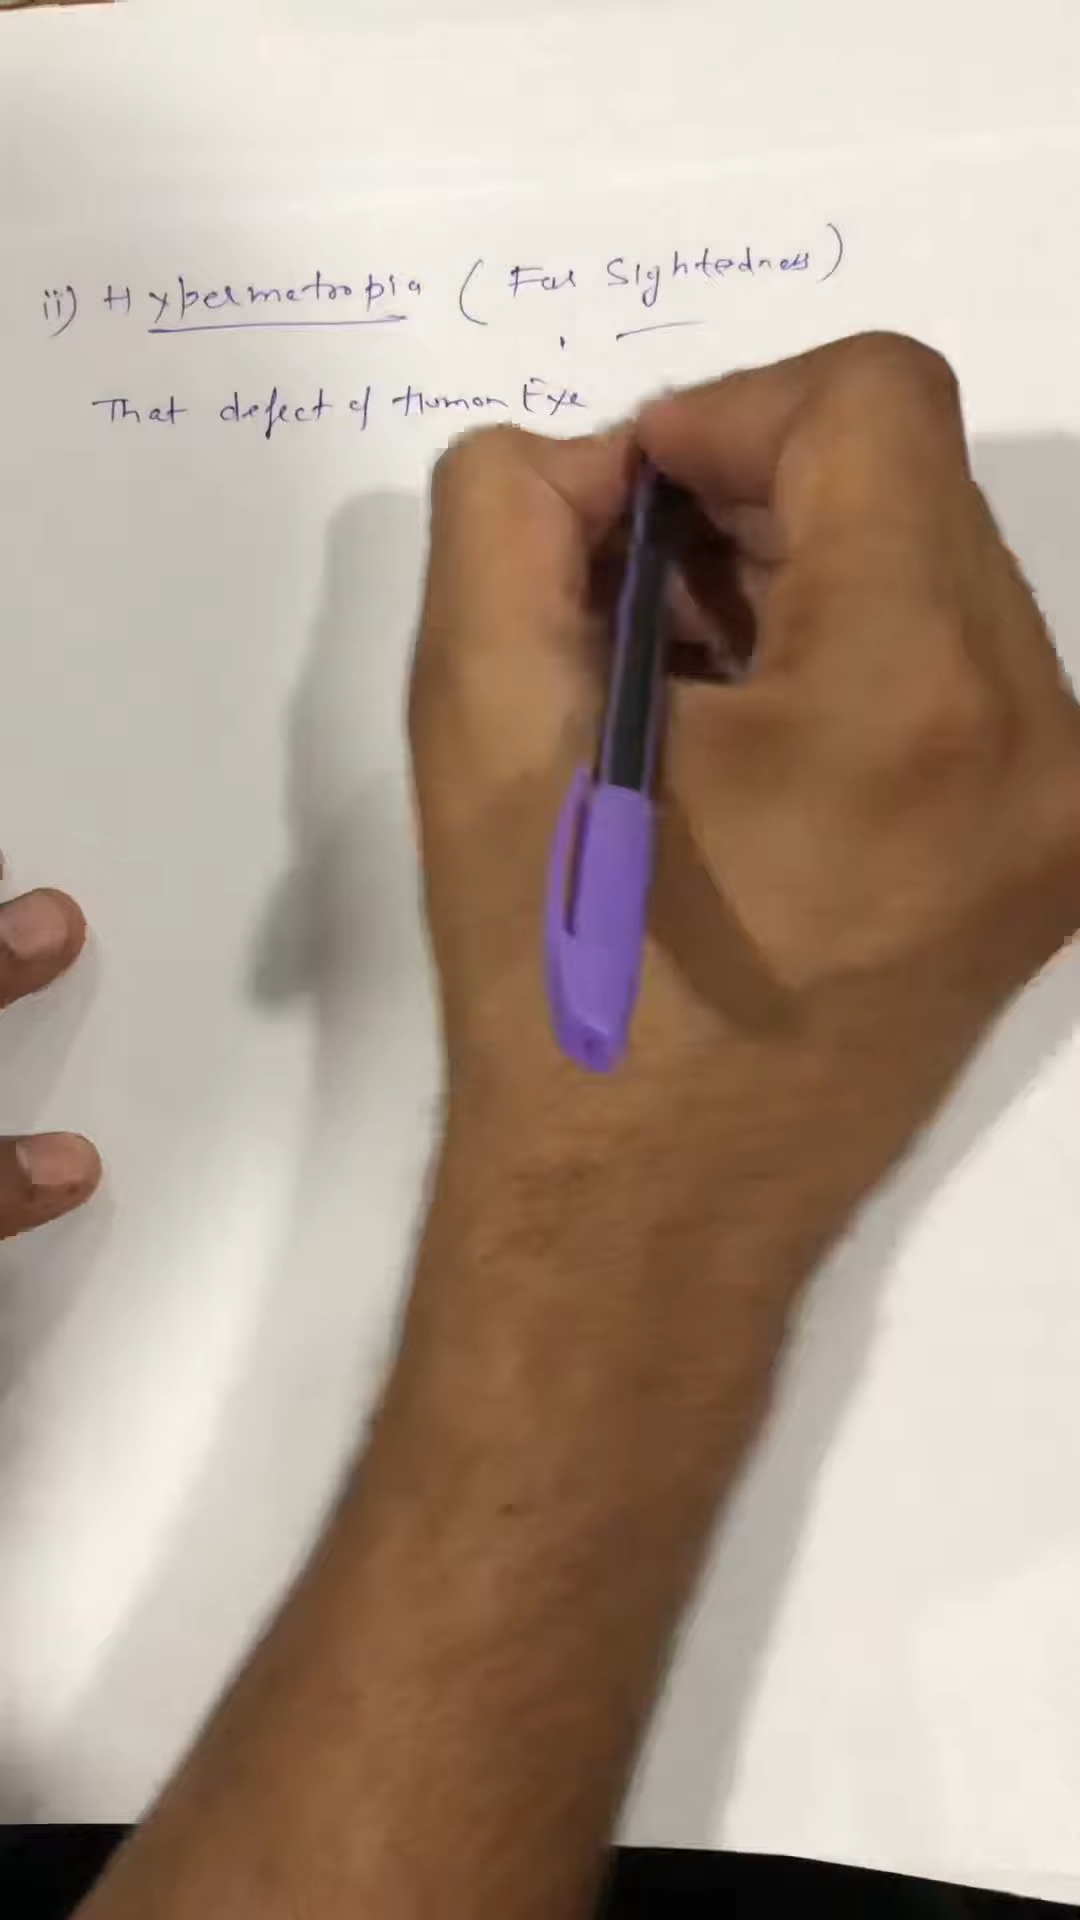 ii) Hypermetropia (Far Sightedness)
That defect of Human Eye